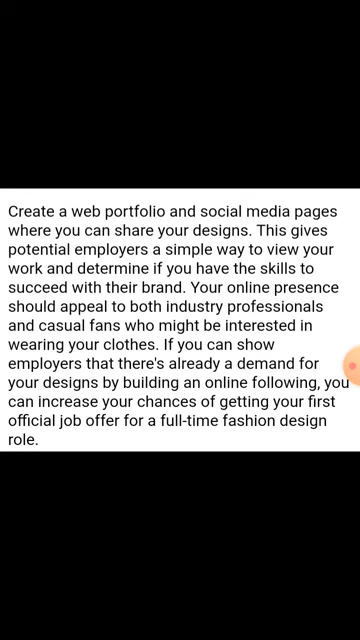 Create a web portfolio and social media pages
where you can share your designs. This gives
potential employers a simple way to view your
work and determine if you have the skills to
succeed with their brand. Your online presence
should appeal to both industry professionals
and casual fans who might be interested in
wearing your clothes. If you can show
employers that there's already a demand for
your designs by building an online following, you
can increase your chances of getting your first
official job offer for a full-time fashion design
role.